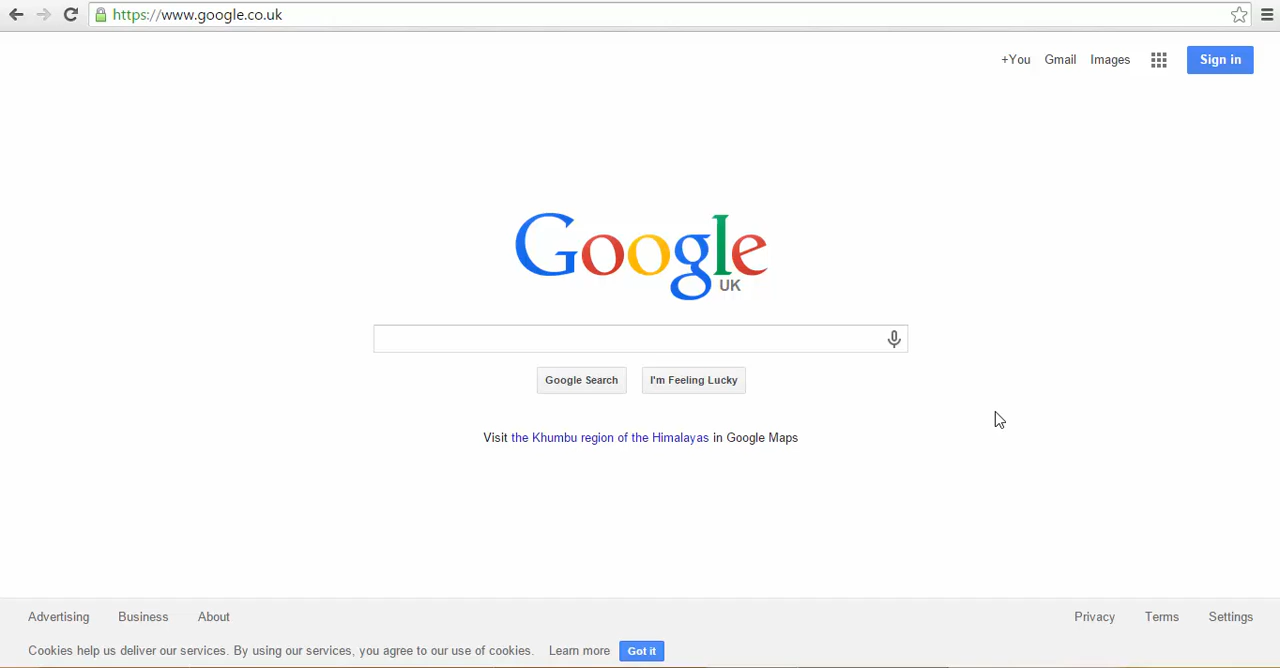 https://www.google.co.uk
+You Gmail Images Sign in
Google
UK
Google Search I'm Feeling Lucky
Visit the Khumbu region of the Himalayas in Google Maps
Advertising Business About Privacy Terms Settings
Cookies help us deliver our services. By using our services, you agree to our use of cookies. Learn more Got it